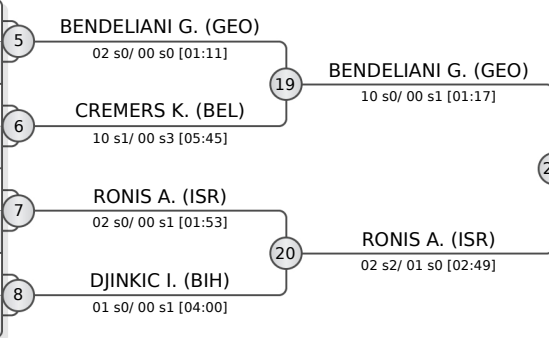 BENDELIANI G. (GEO)
5
02 s0/ 00 s0 [01:11]
19
BENDELIANI G. (GEO)
10 s0/ 00 s1 [01:17]
CREMERS K. (BEL)
6
10 s1/ 00 s3 [05:45]
RONIS A. (ISR)
7
02 s0/ 00 s1 [01:53]
20
RONIS A. (ISR)
02 s2/ 01 s0 [02:49]
DJINKIC I. (BIH)
8
01 s0/ 00 s1 [04:00]